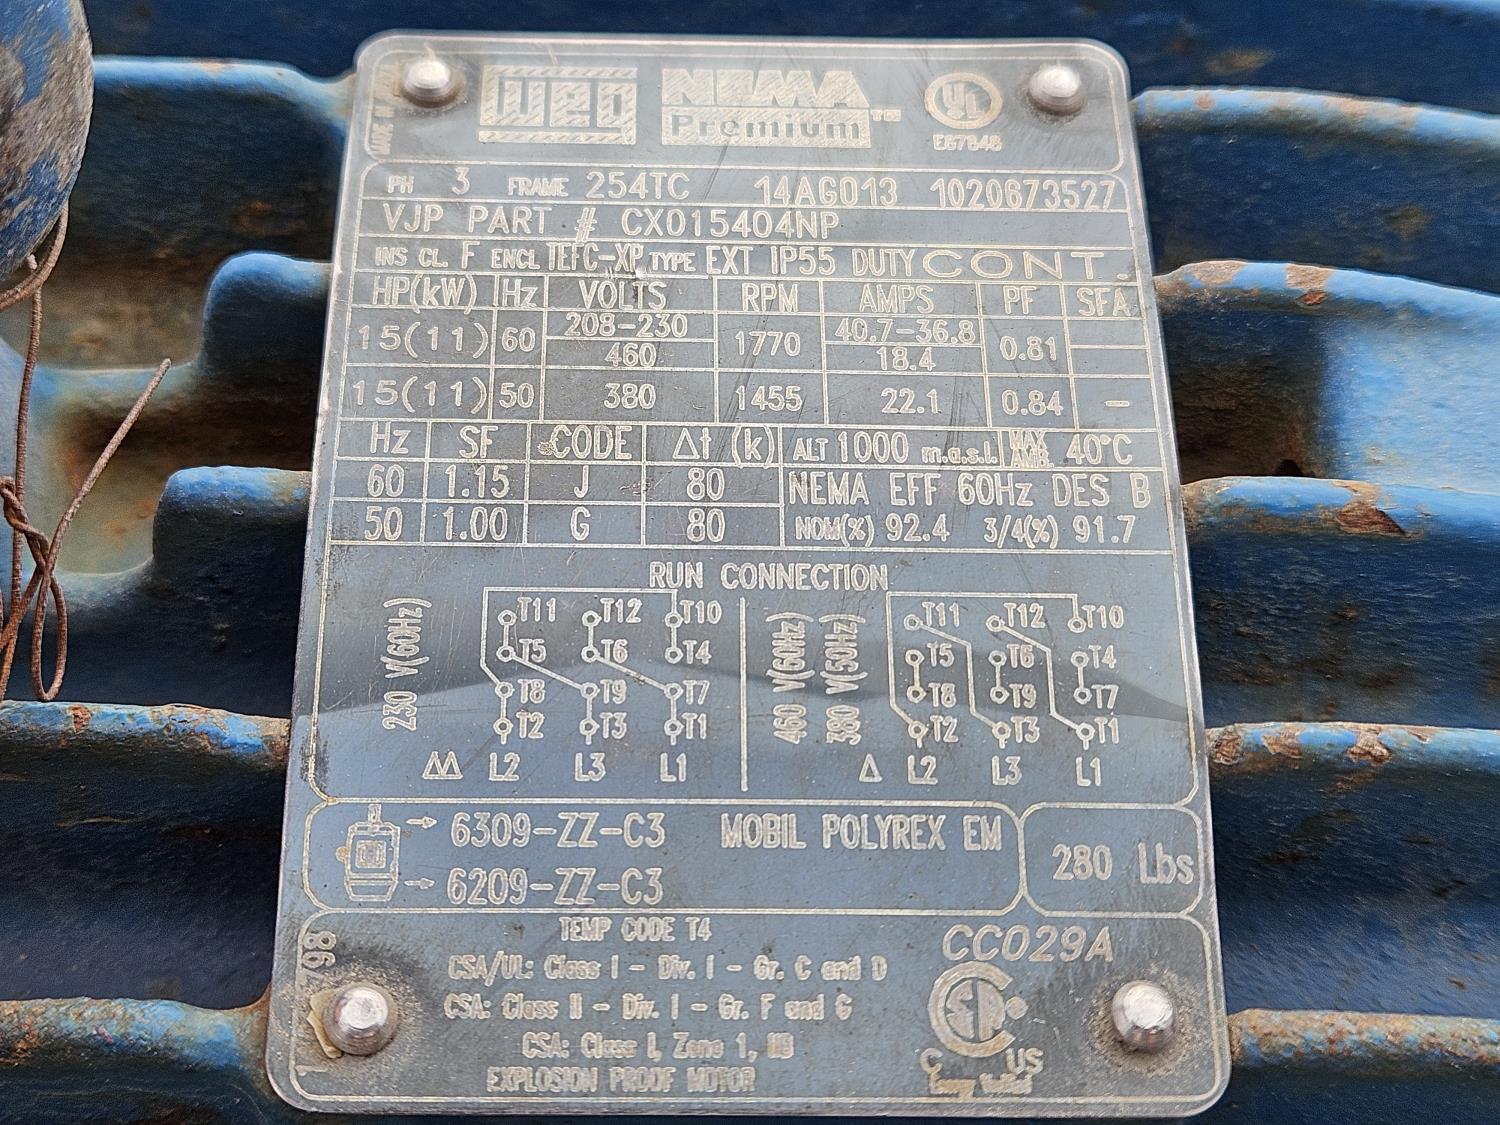 WEG NEMA Premium™ UL
E67848
PH 3 FRAME 254TC 14AG013 1020673527
VJP PART # CX015404NP
INS CL. F ENCL TEFC-XP TYPE EXT IP55 DUTY CONT.
HP(kW) Hz VOLTS RPM AMPS PF SFA
15(11) 60 208-230 1770 40.7-36.8 0.81
460 18.4
15(11) 50 380 1455 22.1 0.84 -
Hz SF CODE Δt (k) ALT 1000 m.a.s.l. MAX AMB. 40°C
60 1.15 J 80 NEMA EFF 60Hz DES B
50 1.00 G 80 NOM(%) 92.4 3/4(%) 91.7
RUN CONNECTION
230 V(60Hz)
T11 T12 T10
T5 T6 T4
T8 T9 T7
T2 T3 T1
ΔΔ L2 L3 L1
460 V(60Hz)
380 V(50Hz)
T11 T12 T10
T5 T6 T4
T8 T9 T7
T2 T3 T1
Δ L2 L3 L1
6309-ZZ-C3 MOBIL POLYREX EM
6209-ZZ-C3
280 Lbs
TEMP CODE T4
CSA/UL: Class I - Div. I - Gr. C and D
CSA: Class II - Div. I - Gr. F and G
CSA: Class I, Zone 1, IIB
EXPLOSION PROOF MOTOR
CC029A
C US
MADE IN